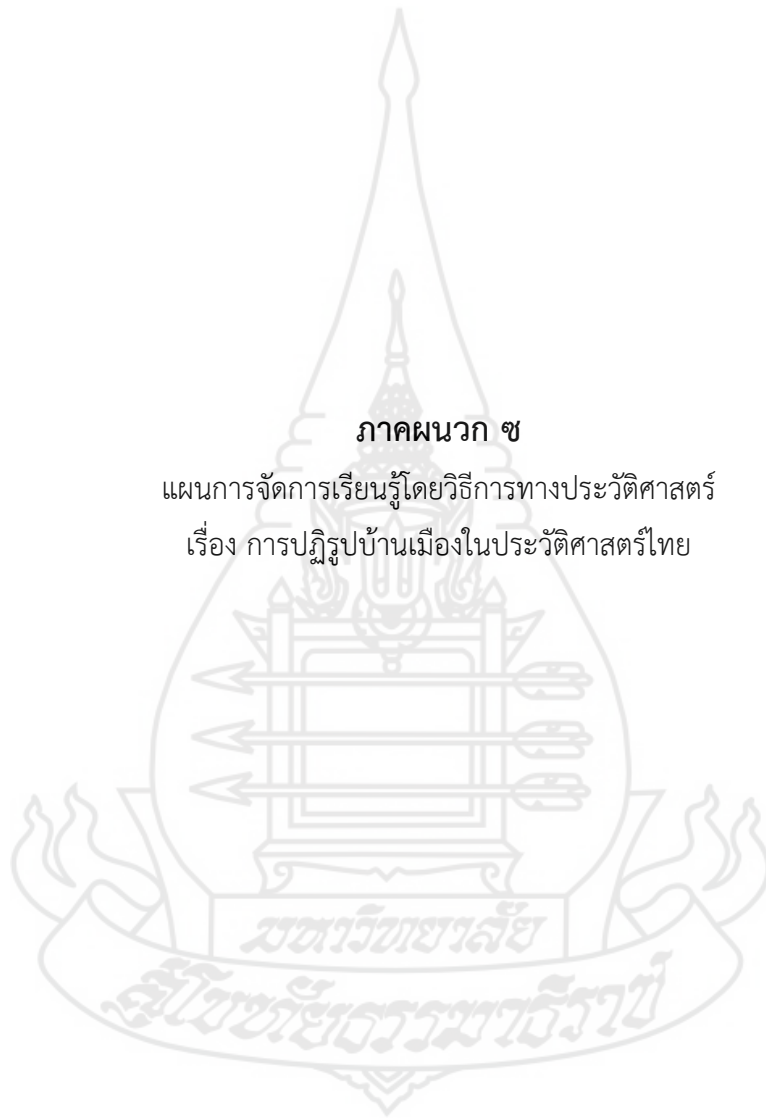 ภาคผนวก ซ
แผนการจัดการเรียนรู้โดยวิธีการทางประวัติศาสตร์
เรื่อง การปฏิรูปบ้านเมืองในประวัติศาสตร์ไทย
มหาวิทยาลัย
สุโขทัยธรรมาธิราช